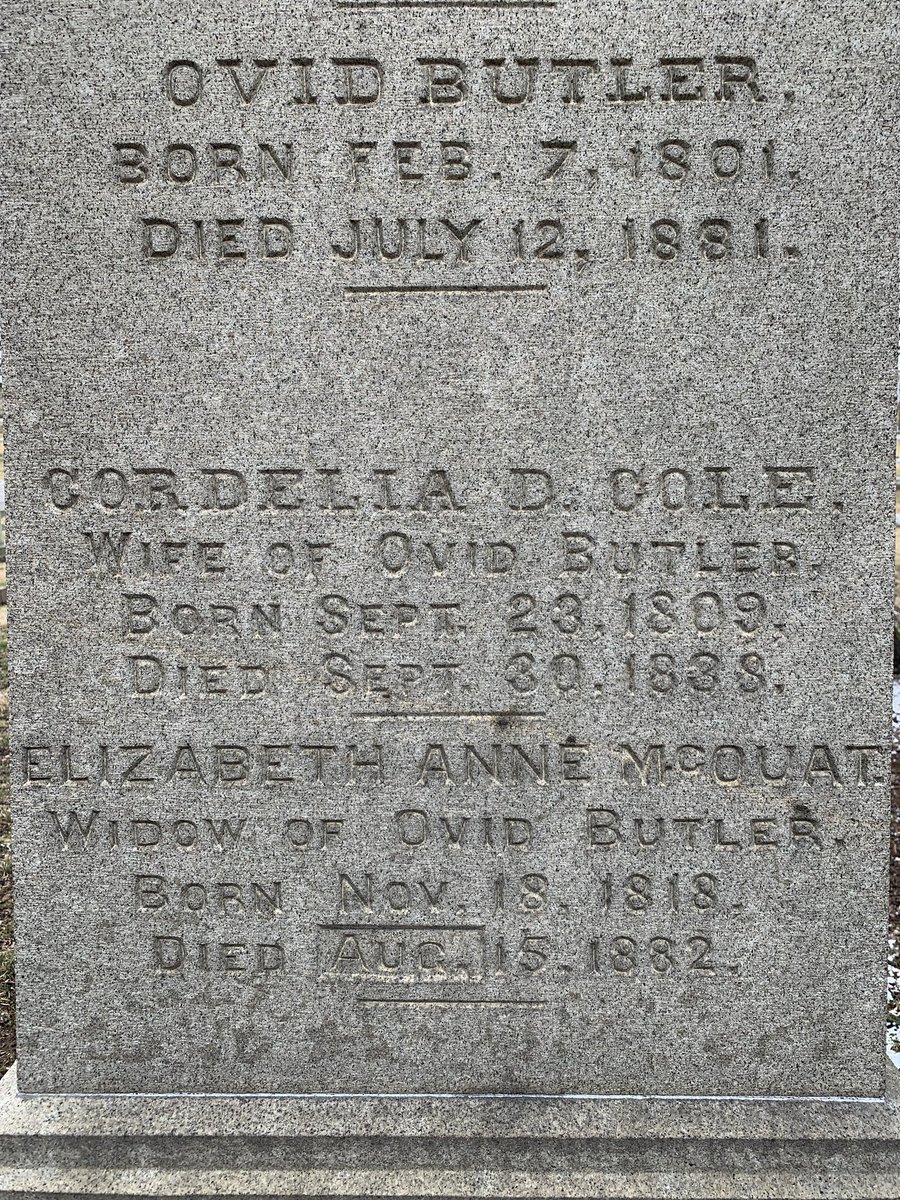 OVID BUTLER.
BORN FEB. 7, 1801.
DIED JULY 12, 1881.
CORDELIA D. COLE.
WIFE OF OVID BUTLER.
BORN SEPT. 23, 1809,
DIED SEPT. 30, 1838.
ELIZABETH ANNE McOUAT.
WIDOW OF OVID BUTLER.
BORN NOV. 18, 1818.
DIED AUG. 15, 1882.